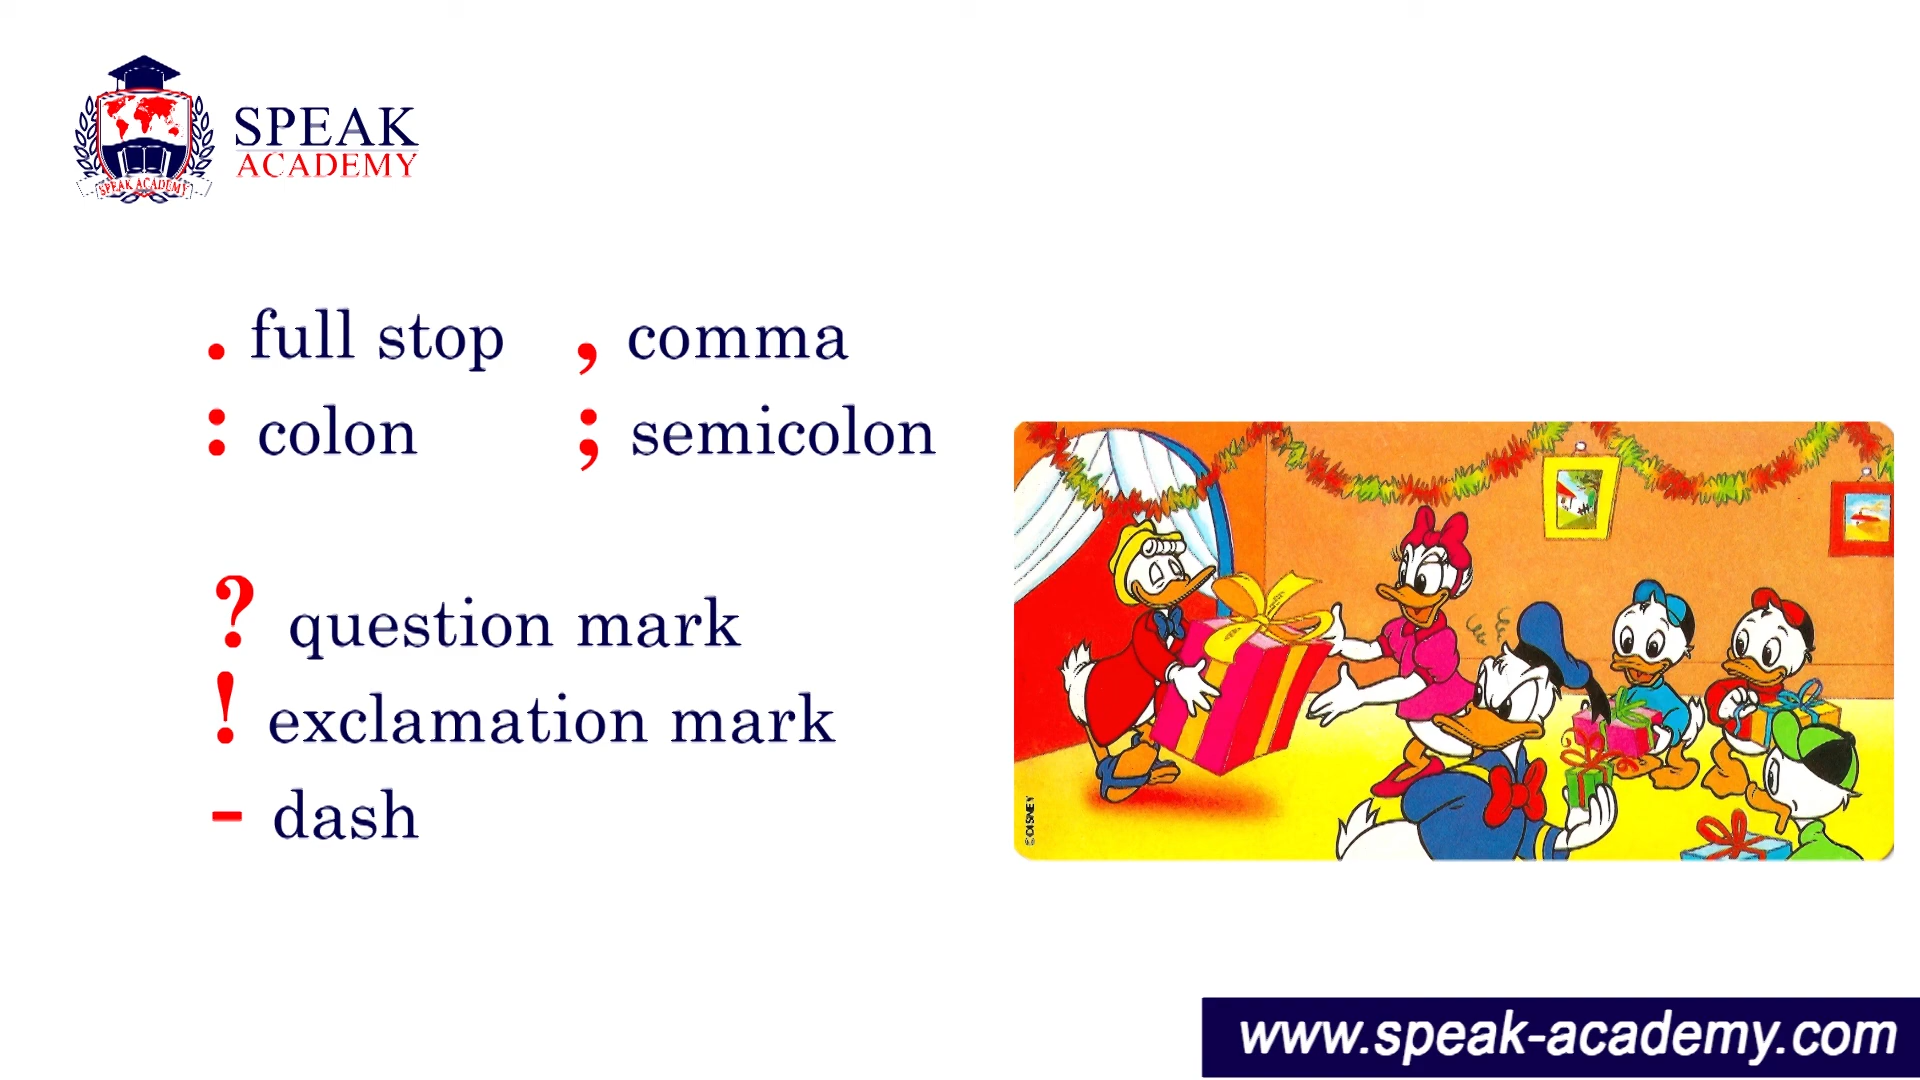 SPEAK
ACADEMY
SPEAK ACADEMY
. full stop , comma
: colon ; semicolon
? question mark
! exclamation mark
- dash
©DISNEY
www.speak-academy.com